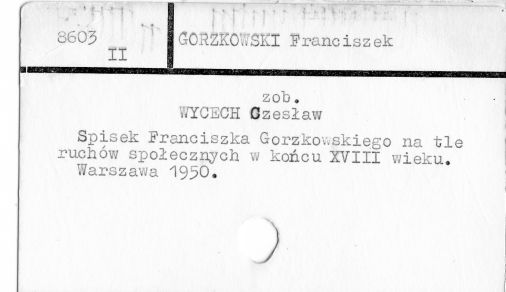 8603
II
GORZKOWSKI Franciszek
zob.
WYCECH Czesław
Spisek Franciszka Gorzkowskiego na tle
ruchów społecznych w końcu XVIII wieku.
Warszawa 1950.